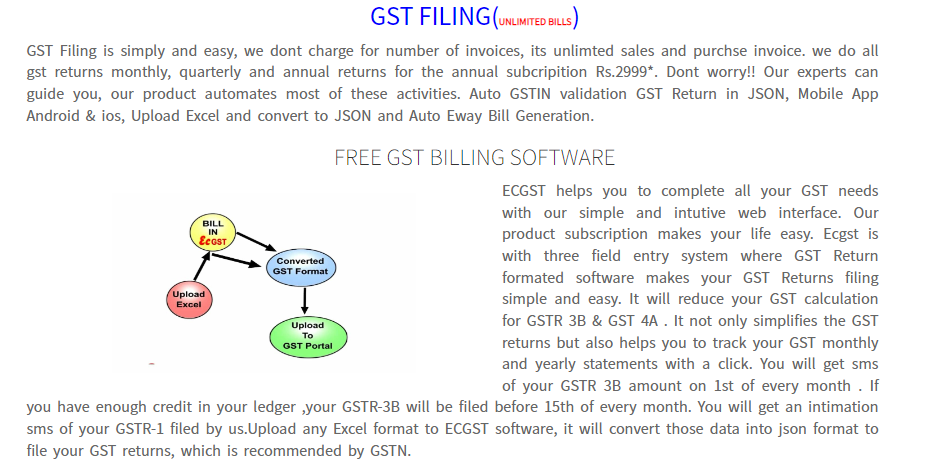 GST FILING(UNLIMITED BILLS)
GST Filing is simply and easy, we dont charge for number of invoices, its unlimted sales and purchse invoice. we do all
gst returns monthly, quarterly and annual returns for the annual subcripition Rs.2999*. Dont worry!! Our experts can
guide you, our product automates most of these activities. Auto GSTIN validation GST Return in JSON, Mobile App
Android & ios, Upload Excel and convert to JSON and Auto Eway Bill Generation.
FREE GST BILLING SOFTWARE
BILL
IN
EcGST
Converted
GST Format
Upload
Excel
Upload
To
GST Portal
ECGST helps you to complete all your GST needs
with our simple and intutive web interface. Our
product subscription makes your life easy. Ecgst is
with three field entry system where GST Return
formated software makes your GST Returns filing
simple and easy. It will reduce your GST calculation
for GSTR 3B & GST 4A . It not only simplifies the GST
returns but also helps you to track your GST monthly
and yearly statements with a click. You will get sms
of your GSTR 3B amount on 1st of every month . If
you have enough credit in your ledger ,your GSTR-3B will be filed before 15th of every month. You will get an intimation
sms of your GSTR-1 filed by us.Upload any Excel format to ECGST software, it will convert those data into json format to
file your GST returns, which is recommended by GSTN.